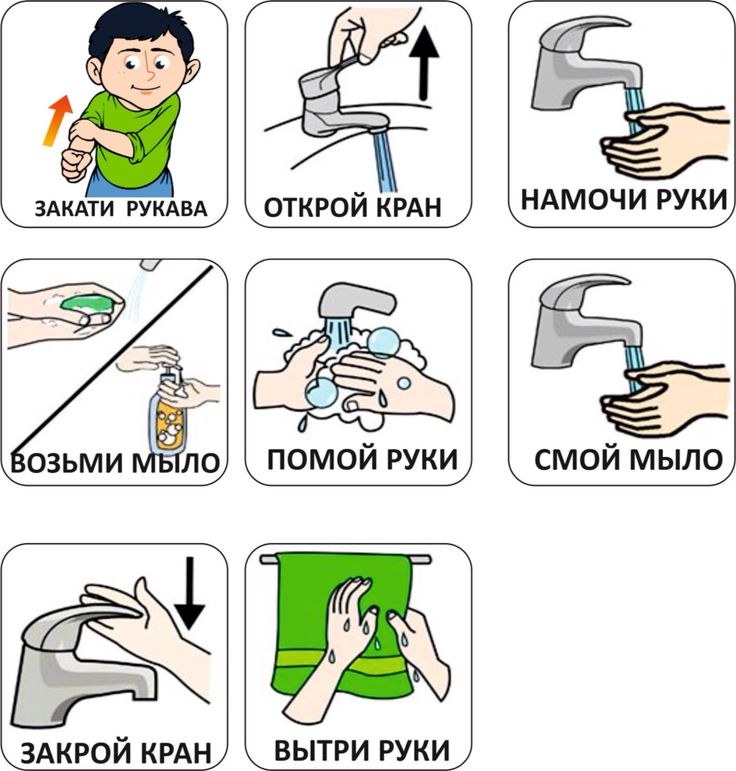 ЗАКАТИ РУКАВА
ОТКРОЙ КРАН
НАМОЧИ РУКИ
ВОЗЬМИ МЫЛО
ПОМОЙ РУКИ
СМОЙ МЫЛО
ЗАКРОЙ КРАН
ВЫТРИ РУКИ